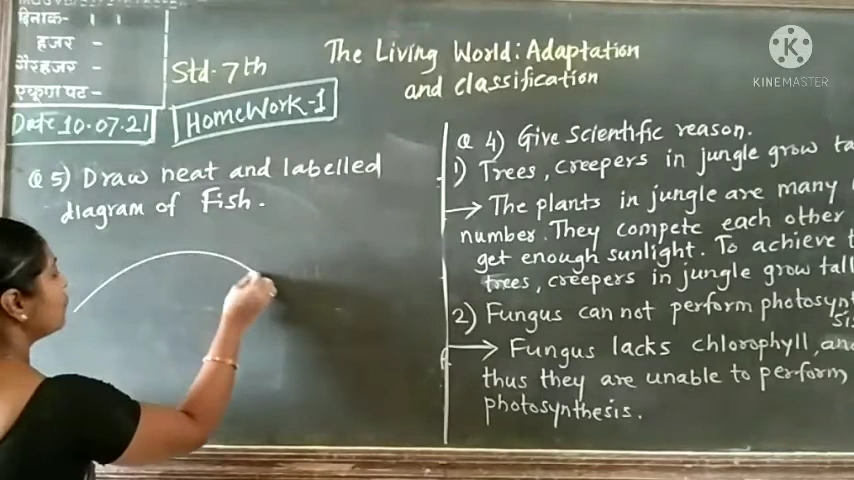 दिनांक-
हजर -
गैरहजर -
एकूण पट -
Date 10.07.21
Std. 7th
HomeWork-1
The Living World: Adaptation
and classification
K
KINEMASTER
Q 5) Draw neat and labelled
diagram of Fish.
Q 4) Give Scientific reason.
1) Trees, creepers in jungle grow ta
→ The plants in jungle are many
number. They compete each other
get enough sunlight. To achieve t
trees, creepers in jungle grow tall
2) Fungus can not perform photosynt
sis
→ Fungus lacks chlorophyll, and
thus they are unable to perform
photosynthesis.